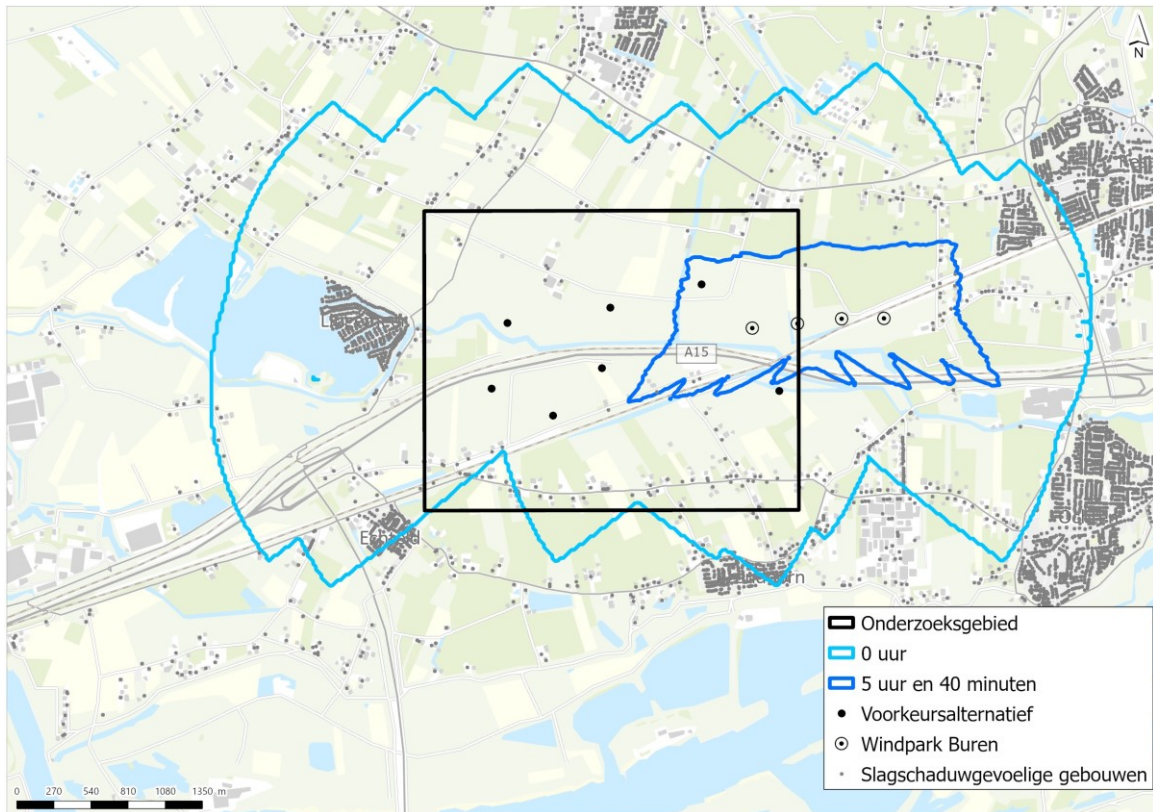 N
A15
Onderzoeksgebied
0 uur
5 uur en 40 minuten
Voorkeursalternatief
Windpark Buren
Slagschaduwgevoelige gebouwen
0 270 540 810 1080 1350 m